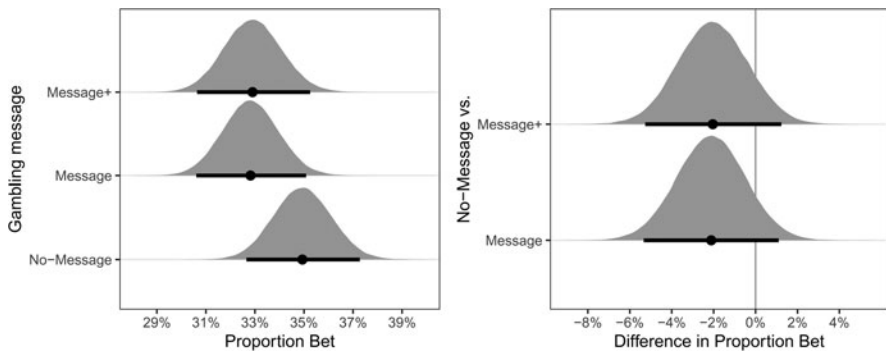 Gambling message
Message+
Message
No−Message
29% 31% 33% 35% 37% 39%
Proportion Bet
No−Message vs.
Message+
Message
−8% −6% −4% −2% 0% 2% 4%
Difference in Proportion Bet